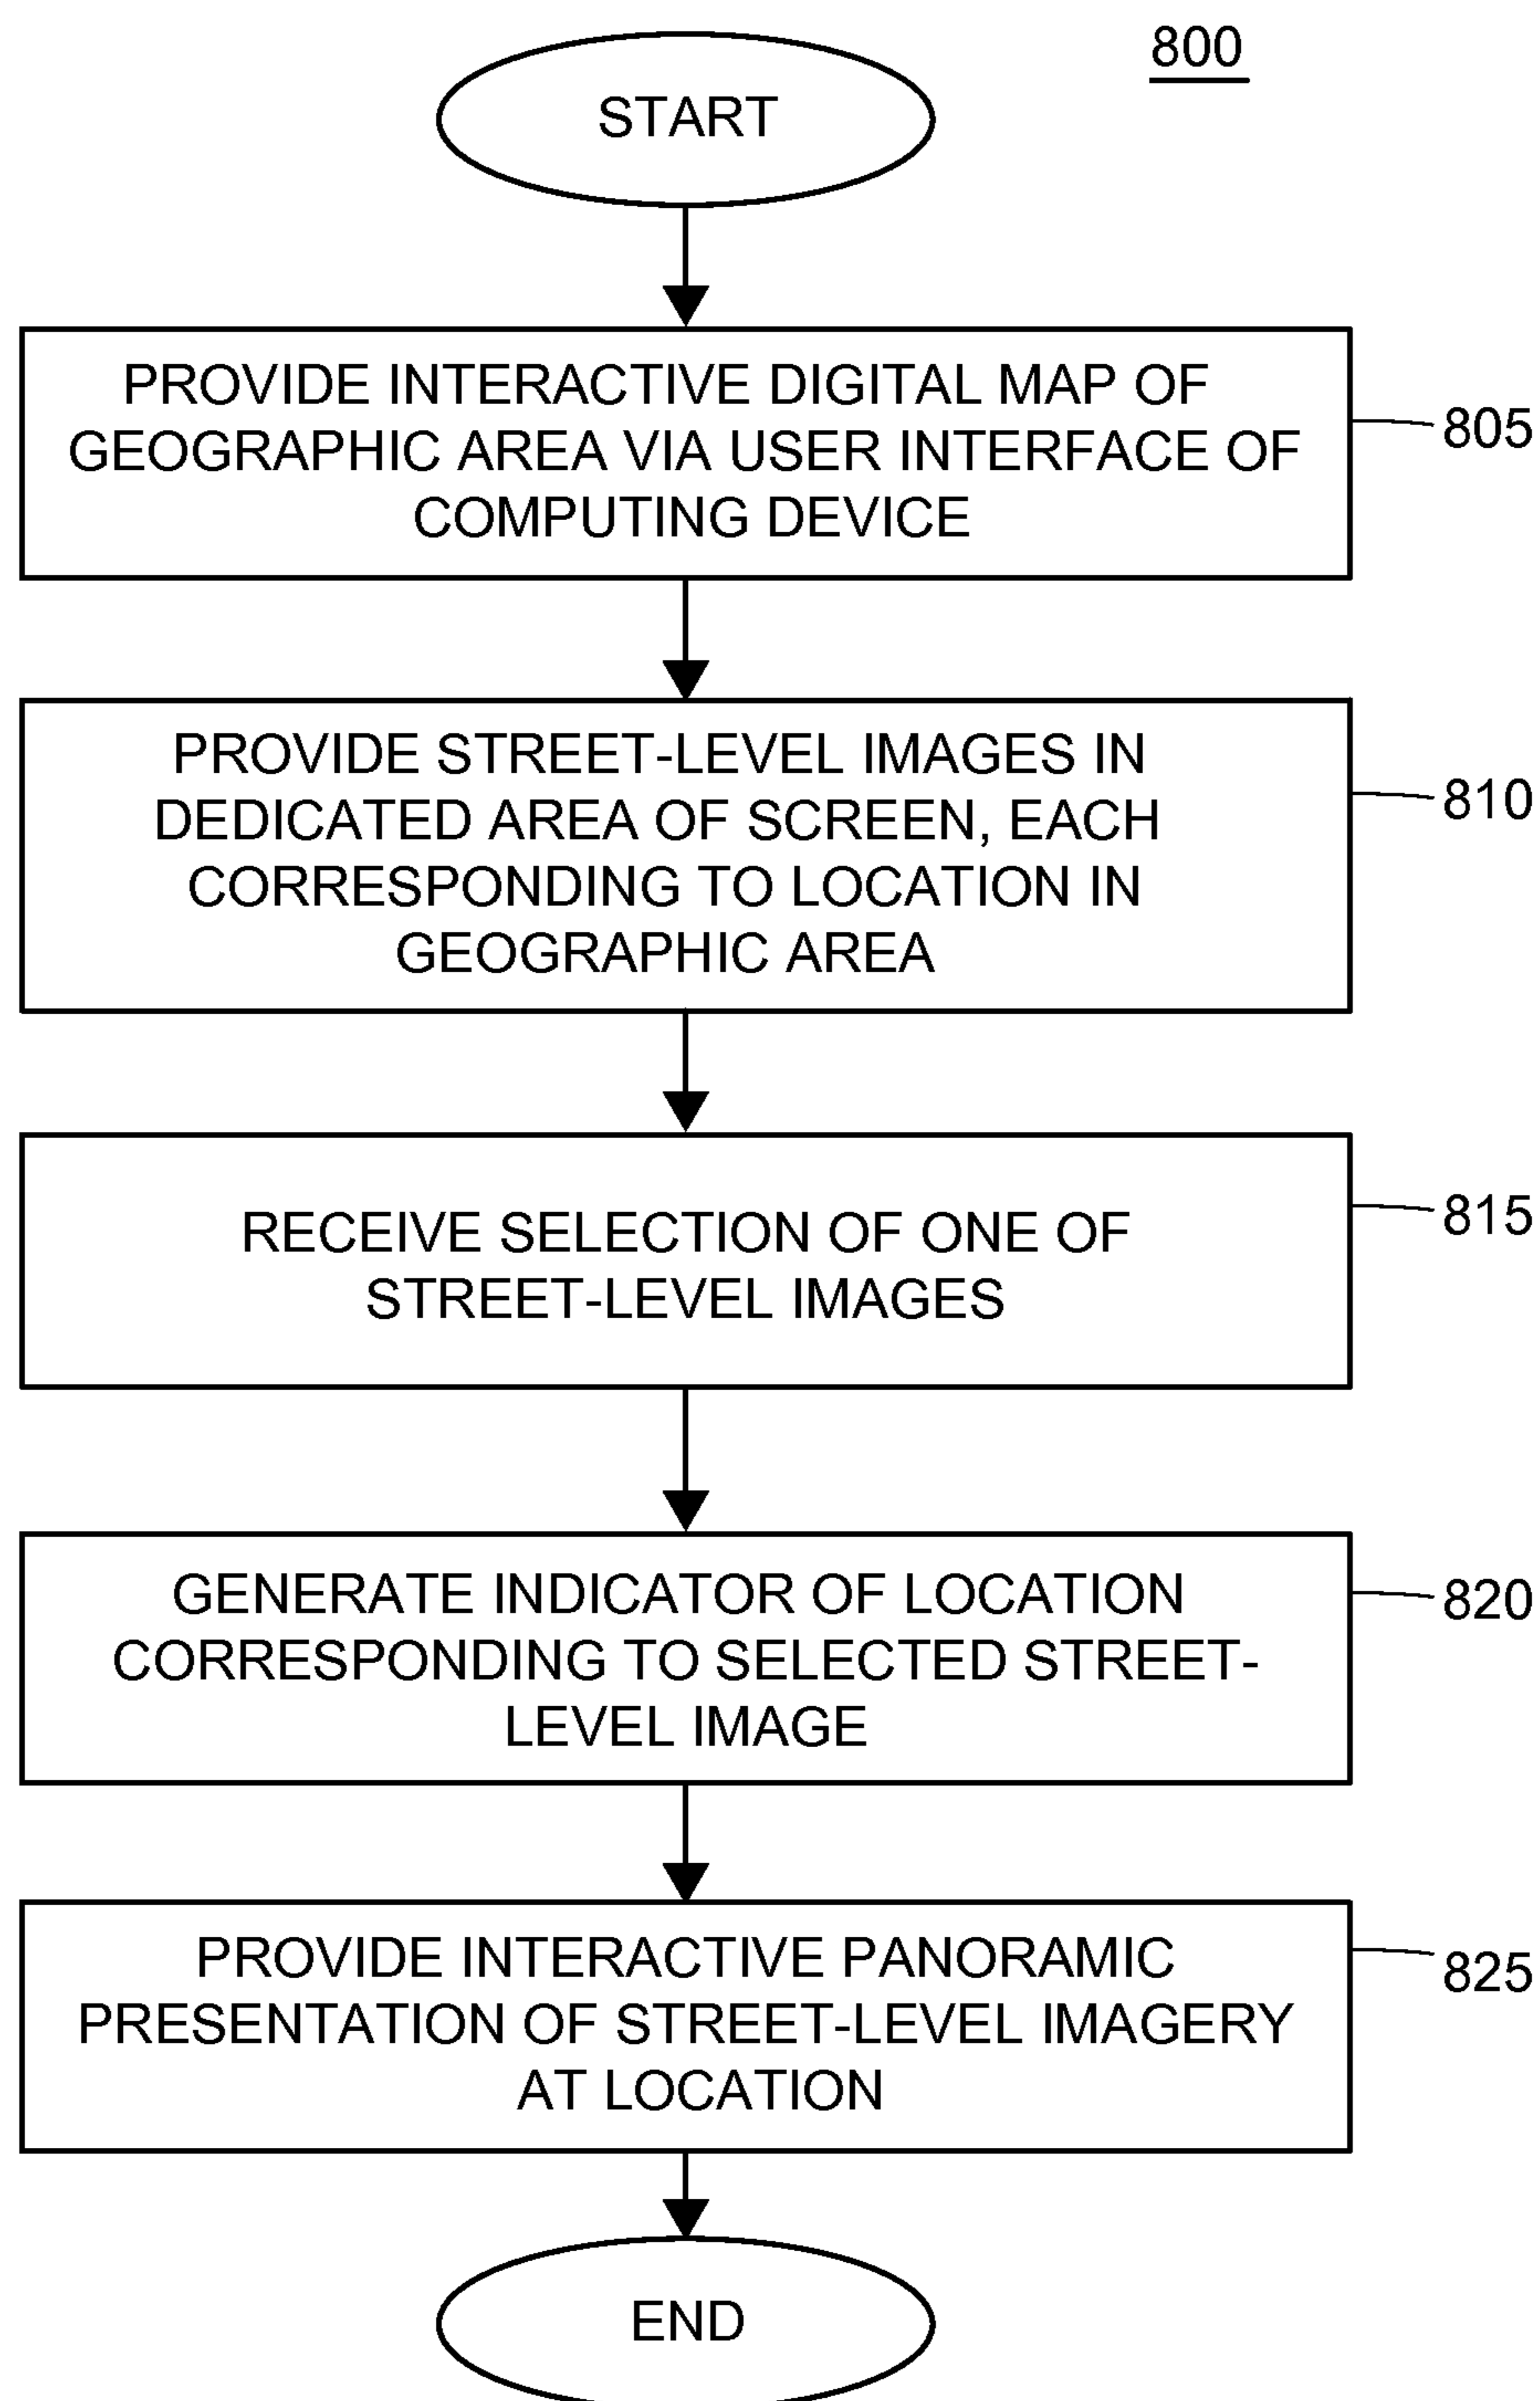 800
START
PROVIDE INTERACTIVE DIGITAL MAP OF
GEOGRAPHIC AREA VIA USER INTERFACE OF
COMPUTING DEVICE
805
PROVIDE STREET-LEVEL IMAGES IN
DEDICATED AREA OF SCREEN, EACH
CORRESPONDING TO LOCATION IN
GEOGRAPHIC AREA
810
RECEIVE SELECTION OF ONE OF
STREET-LEVEL IMAGES
815
GENERATE INDICATOR OF LOCATION
CORRESPONDING TO SELECTED STREET-
LEVEL IMAGE
820
PROVIDE INTERACTIVE PANORAMIC
PRESENTATION OF STREET-LEVEL IMAGERY
AT LOCATION
825
END